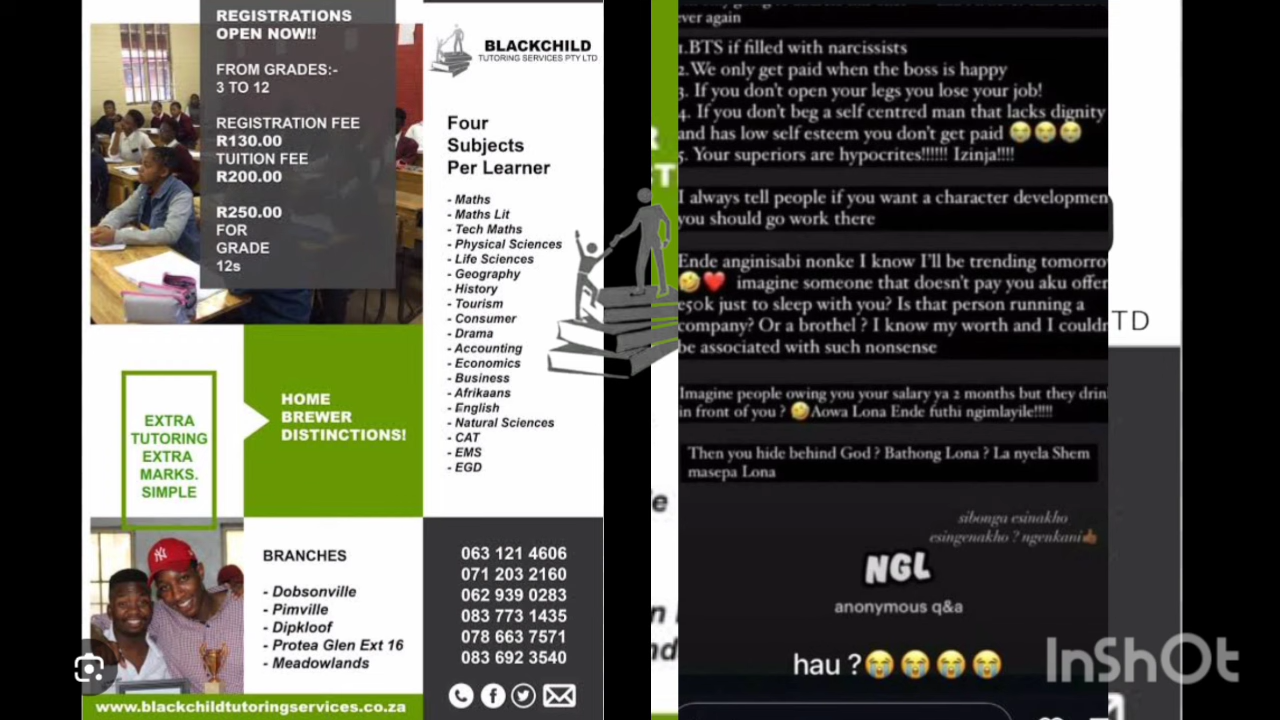 REGISTRATIONS
OPEN NOW!!
FROM GRADES:-
3 TO 12
REGISTRATION FEE
R130.00
TUITION FEE
R200.00
R250.00
FOR
GRADE
12s
EXTRA
TUTORING
EXTRA
MARKS.
SIMPLE
HOME
BREWER
DISTINCTIONS!
BRANCHES
- Dobsonville
- Pimville
- Dipkloof
- Protea Glen Ext 16
- Meadowlands
www.blackchildtutoringservices.co.za
BLACKCHILD
TUTORING SERVICES PTY LTD
Four
Subjects
Per Learner
- Maths
- Maths Lit
- Tech Maths
- Physical Sciences
- Life Sciences
- Geography
- History
- Tourism
- Consumer
- Drama
- Accounting
- Economics
- Business
- Afrikaans
- English
- Natural Sciences
- CAT
- EMS
- EGD
063 121 4606
071 203 2160
062 939 0283
083 773 1435
078 663 7571
083 692 3540
ever again
1.BTS if filled with narcissists
2.We only get paid when the boss is happy
3. If you don't open your legs you lose your job!
4. If you don't beg a self centred man that lacks dignity
and has low self esteem you don't get paid 😭😭😭
5. Your superiors are hypocrites!!!!!! Izinja!!!!
I always tell people if you want a character developmen
you should go work there
Ende anginisabi nonke I know I'll be trending tomorro
🤣❤️ imagine someone that doesn't pay you aku offer
e50k just to sleep with you? Is that person running a
company? Or a brothel ? I know my worth and I couldn
be associated with such nonsense
Imagine people owing you your salary ya 2 months but they drin
in front of you ? 🤣Aowa Lona Ende futhi ngimlayile!!!!!
Then you hide behind God ? Bathong Lona ? La nyela Shem
masepa Lona
sibonga esinakho
esingenakho ? ngenkani👍🏾
NGL
anonymous q&a
hau ?😭😭😭😭
TD
InShOt